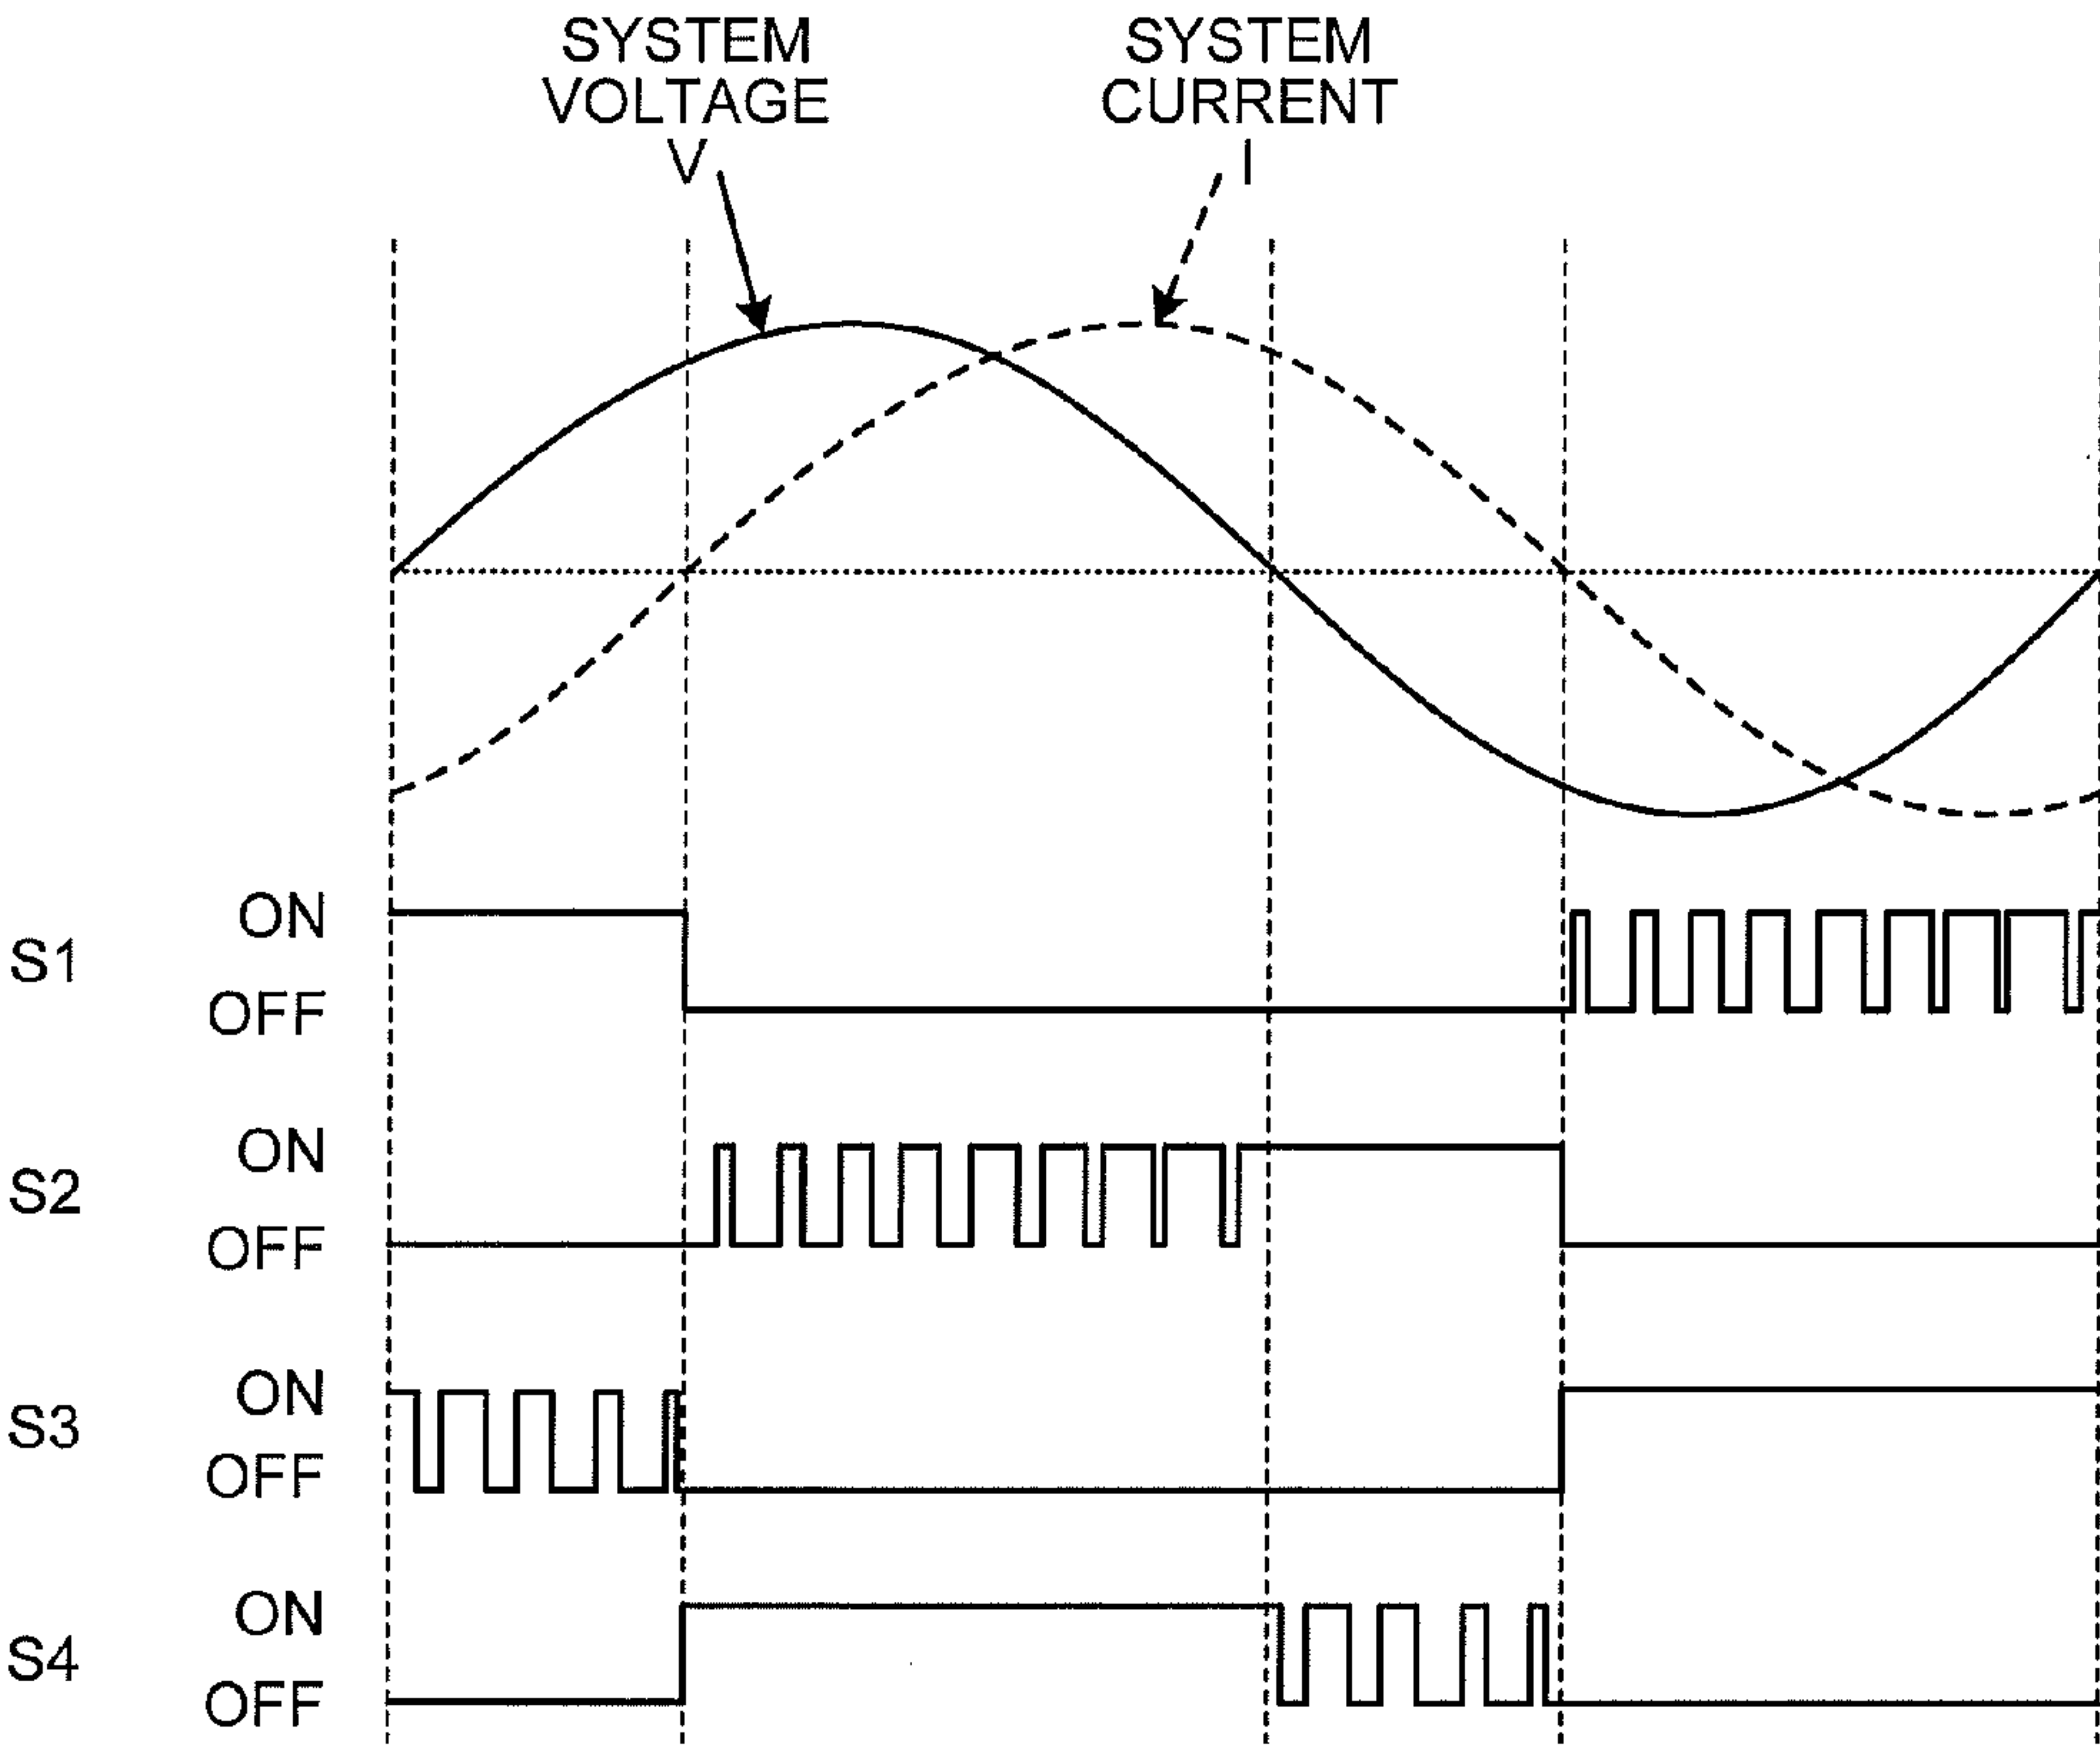 SYSTEM
VOLTAGE
V
SYSTEM
CURRENT
I
S1
ON
OFF
S2
ON
OFF
S3
ON
OFF
S4
ON
OFF